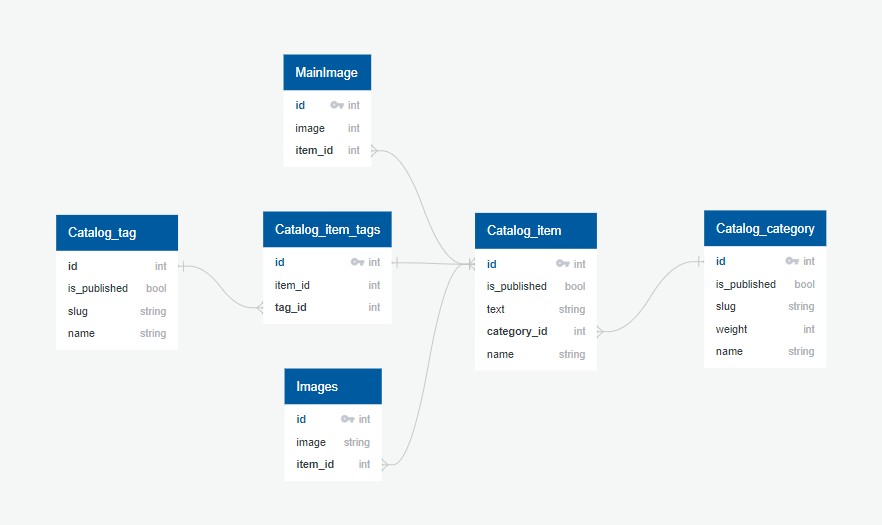 MainImage
id int
image int
item_id int
Catalog_tag
id int
is_published bool
slug string
name string
Catalog_item_tags
id int
item_id int
tag_id int
Catalog_item
id int
is_published bool
text string
category_id int
name string
Catalog_category
id int
is_published bool
slug string
weight int
name string
Images
id int
image string
item_id int